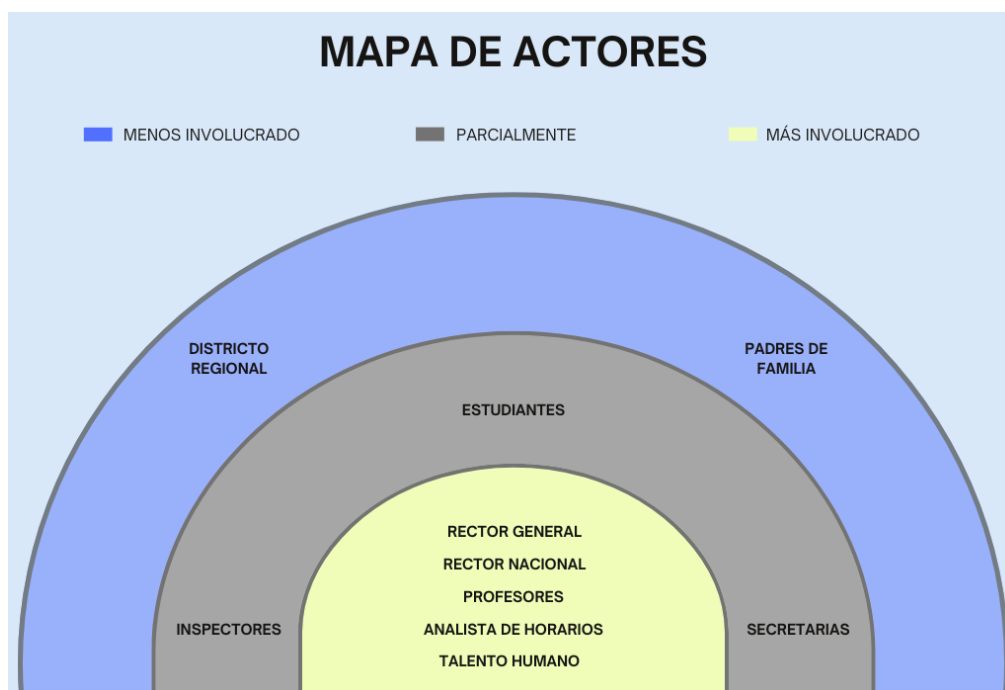 MAPA DE ACTORES
MENOS INVOLUCRADO
PARCIALMENTE
MÁS INVOLUCRADO
DISTRICTO
REGIONAL
PADRES DE
FAMILIA
ESTUDIANTES
RECTOR GENERAL
RECTOR NACIONAL
PROFESORES
INSPECTORES
ANALISTA DE HORARIOS
SECRETARIAS
TALENTO HUMANO